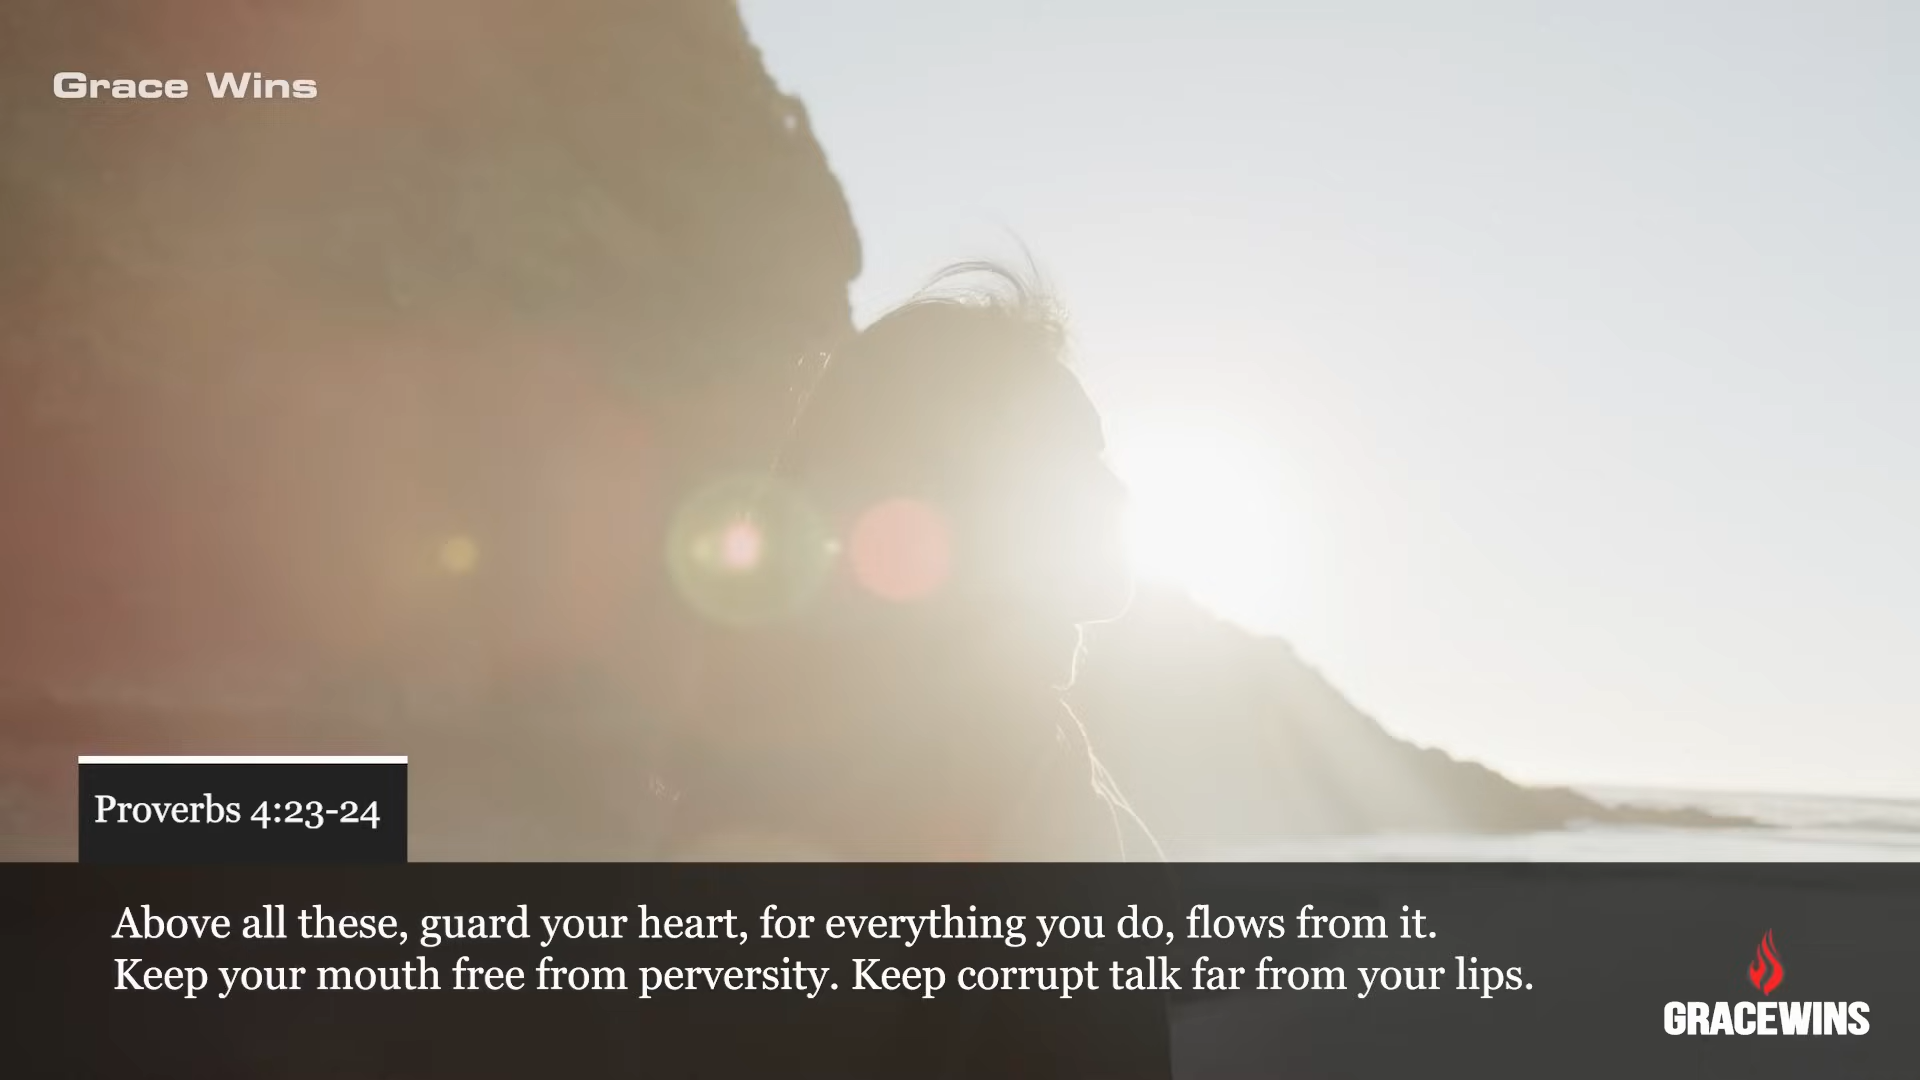 Grace Wins
Proverbs 4:23-24
Above all these, guard your heart, for everything you do, flows from it.
Keep your mouth free from perversity. Keep corrupt talk far from your lips.
GRACEWINS